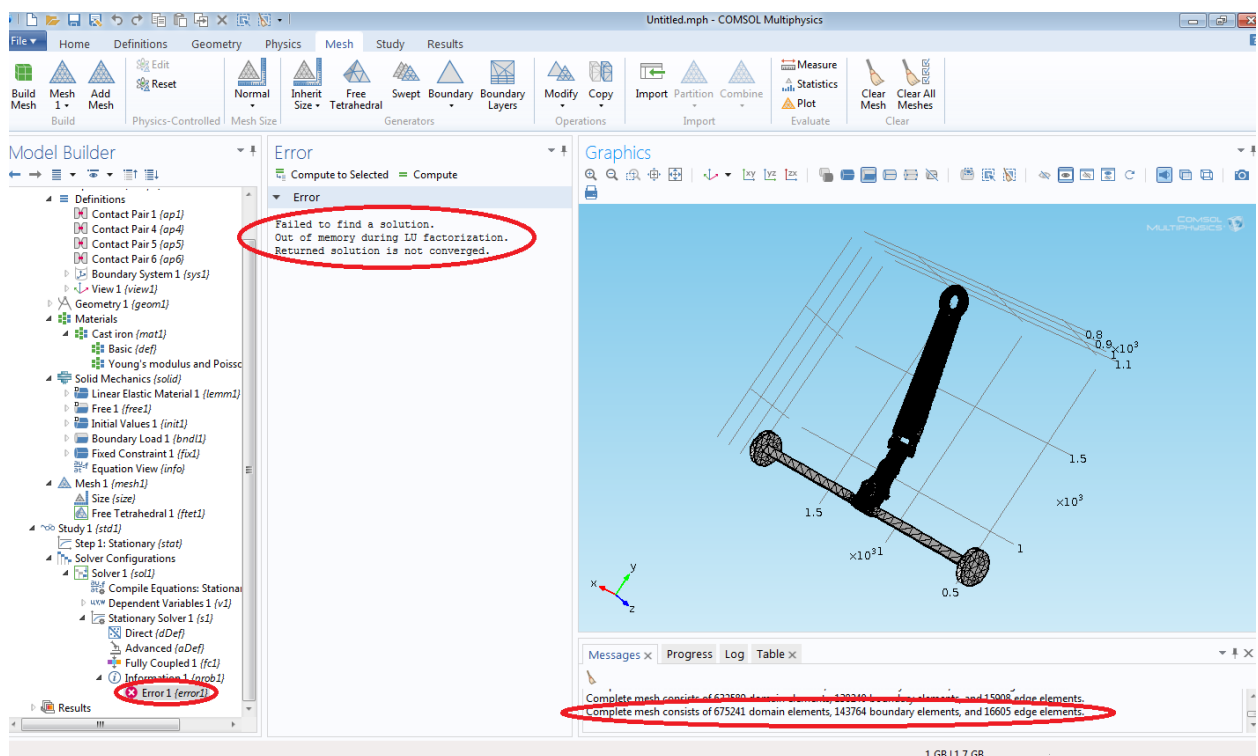 Untitled.mph - COMSOL Multiphysics
File Home Definitions Geometry Physics Mesh Study Results
Build Mesh
Mesh 1
Add Mesh
Edit
Reset
Normal
Inherit Size
Free Tetrahedral
Swept
Boundary
Boundary Layers
Modify
Copy
Import
Partition
Combine
Measure
Statistics
Plot
Clear Mesh
Clear All Meshes
Build Physics-Controlled Mesh Size Generators Operations Import Evaluate Clear
Model Builder
Definitions
Contact Pair 1 (ap1)
Contact Pair 4 (ap4)
Contact Pair 5 (ap5)
Contact Pair 6 (ap6)
Boundary System 1 (sys1)
View 1 (view1)
Geometry 1 (geom1)
Materials
Cast iron (mat1)
Basic (def)
Young's modulus and Poissc
Solid Mechanics (solid)
Linear Elastic Material 1 (lemm1)
Free 1 (free1)
Initial Values 1 (init1)
Boundary Load 1 (bndl1)
Fixed Constraint 1 (fix1)
Equation View (info)
Mesh 1 (mesh1)
Size (size)
Free Tetrahedral 1 (ftet1)
Study 1 (std1)
Step 1: Stationary (stat)
Solver Configurations
Solver 1 (sol1)
Compile Equations: Stationar
Dependent Variables 1 (v1)
Stationary Solver 1 (s1)
Direct (dDef)
Advanced (aDef)
Fully Coupled 1 (fc1)
Information 1 (prob1)
Error 1 (error1)
Results
Error
Compute to Selected = Compute
Error
Failed to find a solution.
Out of memory during LU factorization.
Returned solution is not converged.
Graphics
xy yz zx
COMSOL
MULTIPHYSICS
0.8
0.9 ×10³
1
1.1
1.5
×10³
1.5
×10³
1
1
0.5
y
x
z
Messages × Progress Log Table ×
Complete mesh consists of 675241 domain elements, 143764 boundary elements, and 16605 edge elements.
1 GB | 1.7 GB